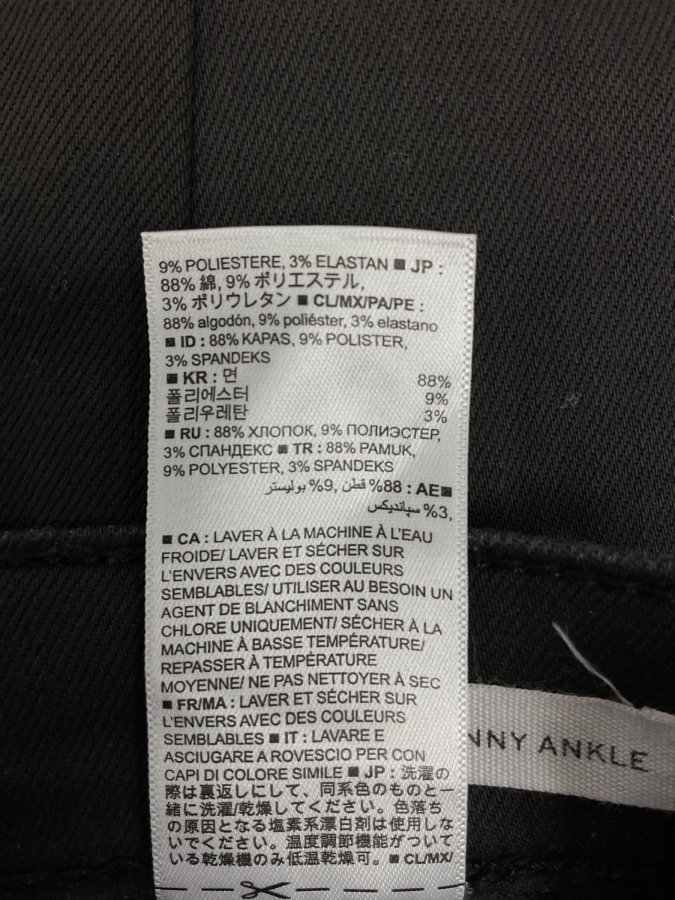 9% POLIESTERE, 3% ELASTAN ■ JP :
88% 綿, 9% ポリエステル,
3% ポリウレタン ■ CL/MX/PA/PE :
88% algodón, 9% poliéster, 3% elastano
■ ID : 88% KAPAS, 9% POLISTER,
3% SPANDEKS
■ KR : 면 88%
폴리에스터 9%
폴리우레탄 3%
■ RU : 88% ХЛОПОК, 9% ПОЛИЭСТЕР,
3% СПАНДЕКС ■ TR : 88% PAMUK,
9% POLYESTER, 3% SPANDEKS
■AE : 88% قطن, 9% بوليستر
,3% سپانديكس
■ CA : LAVER À LA MACHINE À L'EAU
FROIDE/ LAVER ET SÉCHER SUR
L'ENVERS AVEC DES COULEURS
SEMBLABLES/ UTILISER AU BESOIN UN
AGENT DE BLANCHIMENT SANS
CHLORE UNIQUEMENT/ SÉCHER À LA
MACHINE À BASSE TEMPÉRATURE/
REPASSER À TEMPÉRATURE
MOYENNE/ NE PAS NETTOYER À SEC
■ FR/MA : LAVER ET SÉCHER SUR
L'ENVERS AVEC DES COULEURS
SEMBLABLES ■ IT : LAVARE E
ASCIUGARE A ROVESCIO PER CON
CAPI DI COLORE SIMILE ■ JP : 洗濯の
際は裏返しにして、同系色のものと一
緒に洗濯/乾燥してください。色落ち
の原因となる塩素系漂白剤は使用しな
いでください。温度調節機能がついて
いる乾燥機のみ低温乾燥可。■ CL/MX/
NNY ANKLE